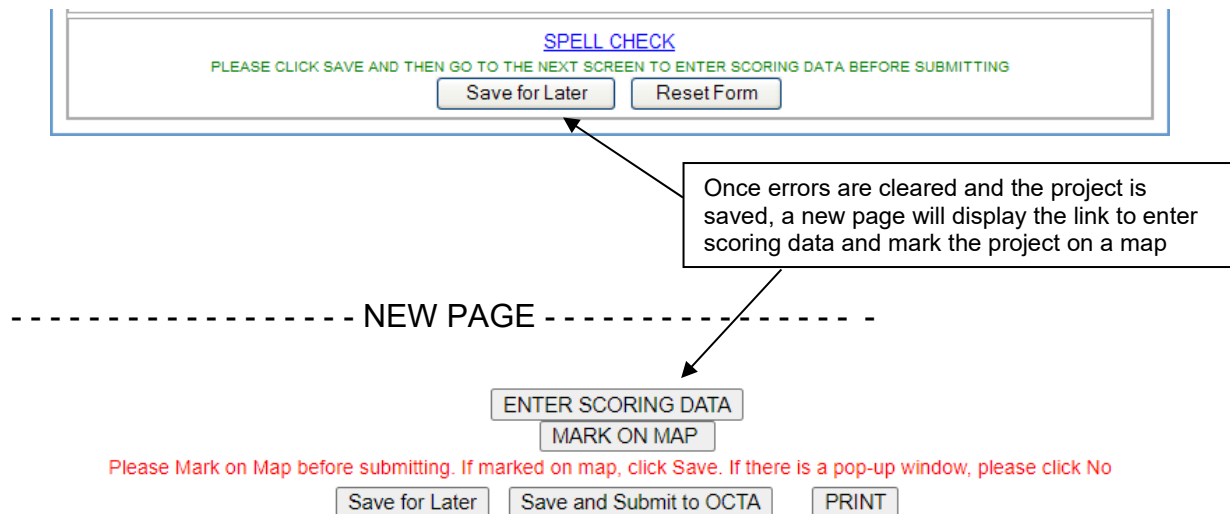 SPELL CHECK
PLEASE CLICK SAVE AND THEN GO TO THE NEXT SCREEN TO ENTER SCORING DATA BEFORE SUBMITTING
Save for Later Reset Form
Once errors are cleared and the project is
saved, a new page will display the link to enter
scoring data and mark the project on a map
- - - - - - - - - - - - - - - - - - NEW PAGE - - - - - - - - - - - - - - - - -
ENTER SCORING DATA
MARK ON MAP
Please Mark on Map before submitting. If marked on map, click Save. If there is a pop-up window, please click No
Save for Later Save and Submit to OCTA PRINT